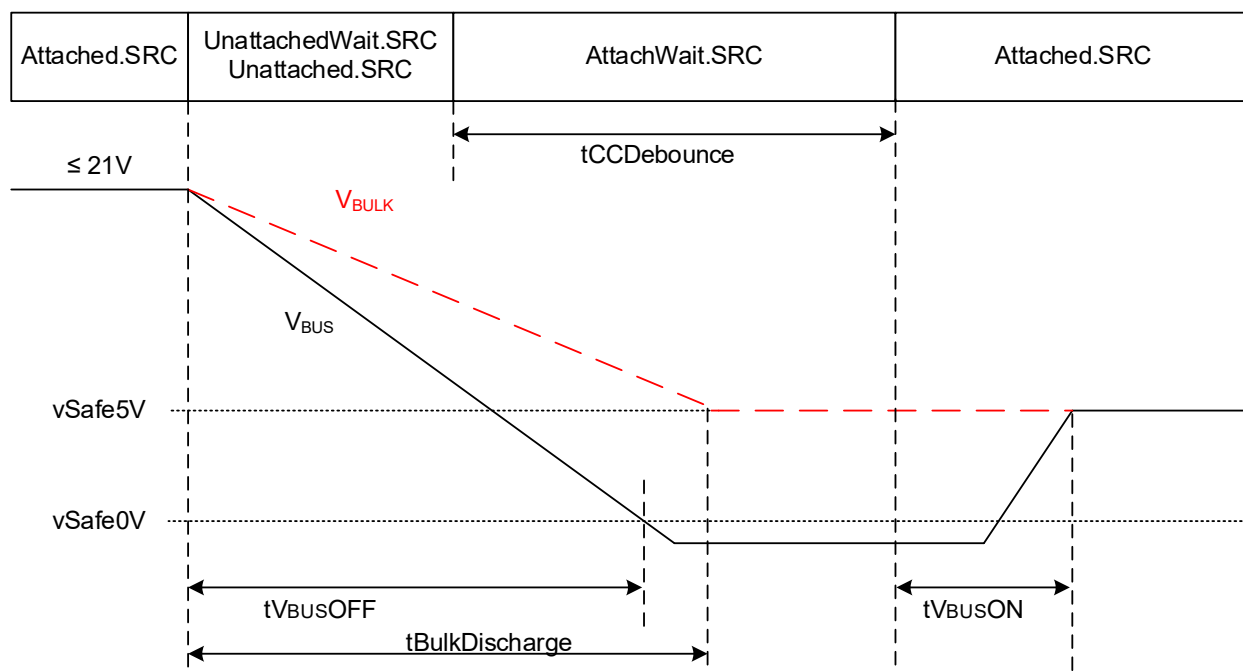 Attached.SRC
UnattachedWait.SRC
Unattached.SRC
AttachWait.SRC
Attached.SRC
tCCDebounce
≤ 21V
VBULK
VBUS
vSafe5V
vSafe0V
tVBUSOFF
tVBUSON
tBulkDischarge